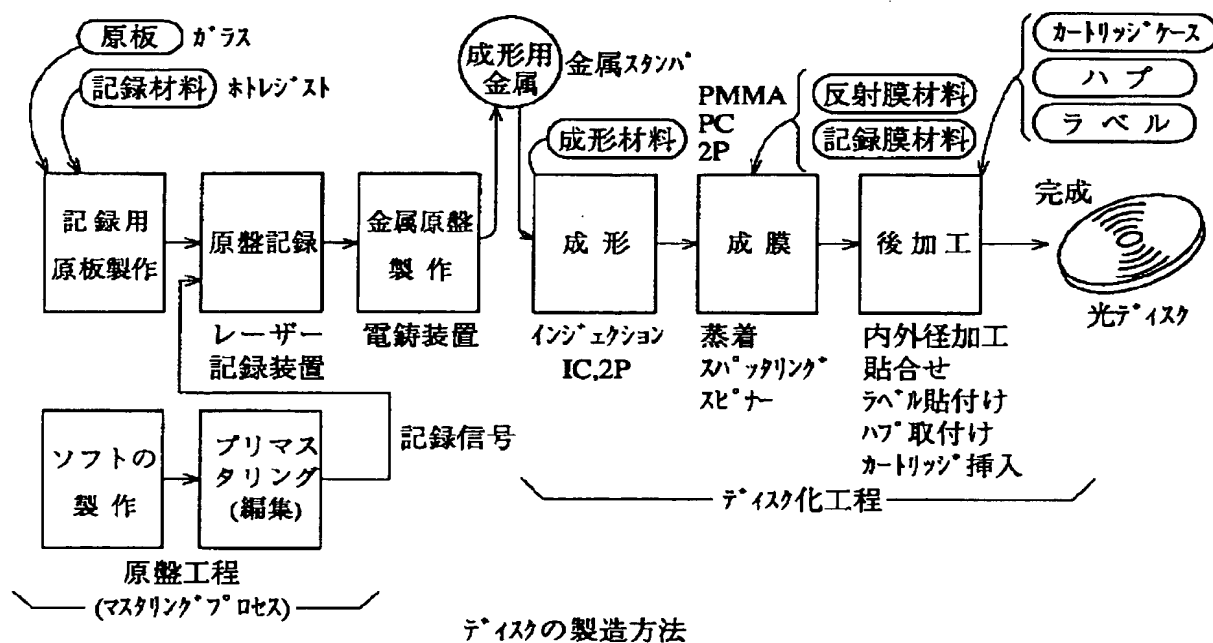 原板 ガラス
記録材料 ホトレジスト
成形用
金属
金属スタンパ
成形材料
PMMA
PC
2P
反射膜材料
記録膜材料
カートリッジケース
ハブ
ラベル
記録用
原板製作
原盤記録
金属原盤
製作
成形
成膜
後加工
完成
光ディスク
レーザー
記録装置
電鋳装置
インジェクション
IC,2P
蒸着
スパッタリング
スピナー
内外径加工
貼合せ
ラベル貼付け
ハブ取付け
カートリッジ挿入
ソフトの
製作
プリマス
タリング
(編集)
記録信号
ディスク化工程
原盤工程
(マスタリングプロセス)
ディスクの製造方法